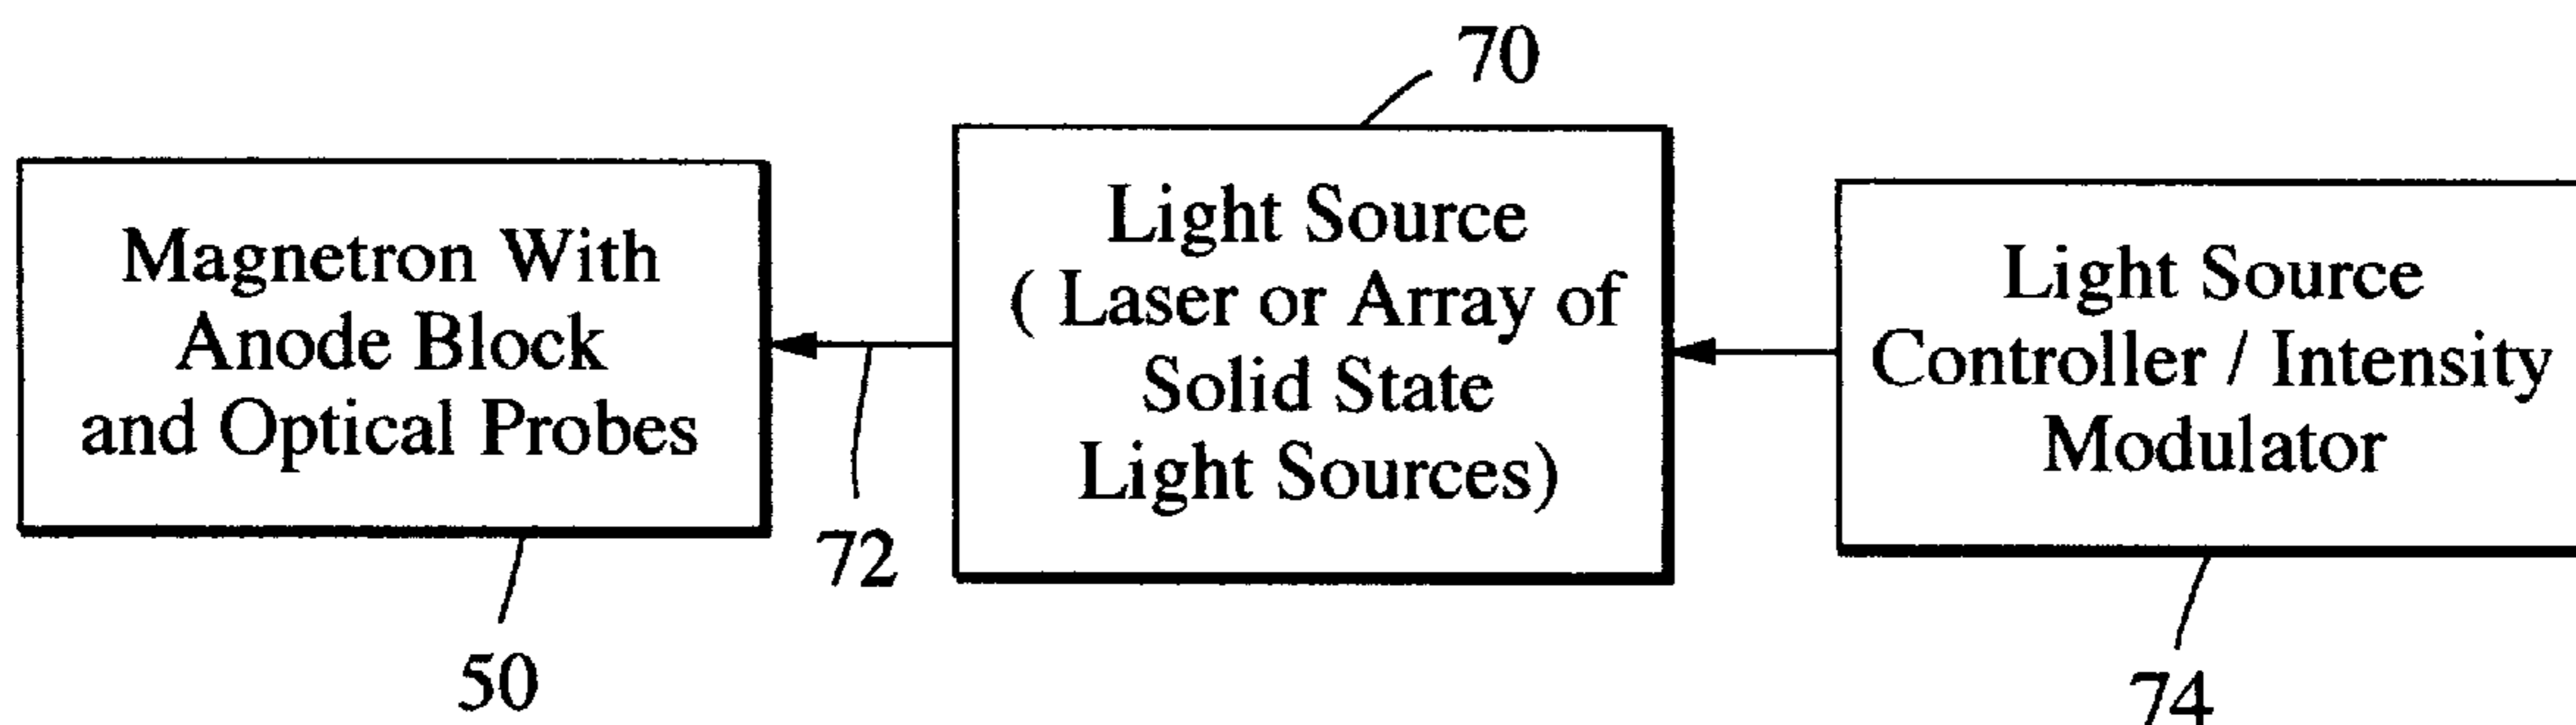 70
Magnetron With
Anode Block
and Optical Probes
Light Source
( Laser or Array of
Solid State
Light Sources)
Light Source
Controller / Intensity
Modulator
72
50
74